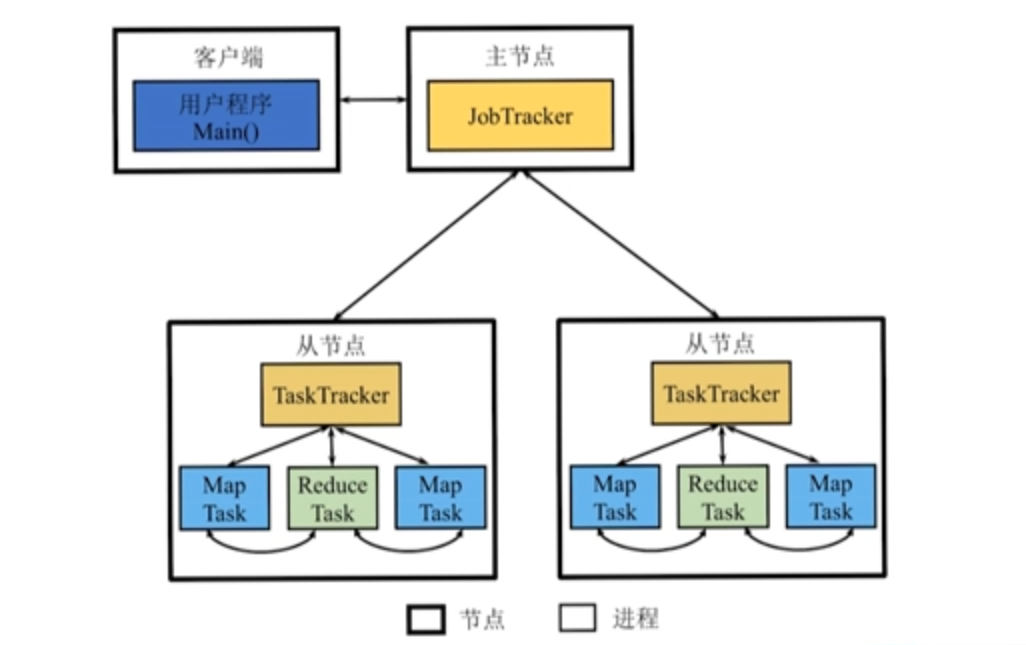 客户端
用户程序
Main()
主节点
JobTracker
从节点
TaskTracker
Map
Task
Reduce
Task
Map
Task
从节点
TaskTracker
Map
Task
Reduce
Task
Map
Task
节点
进程